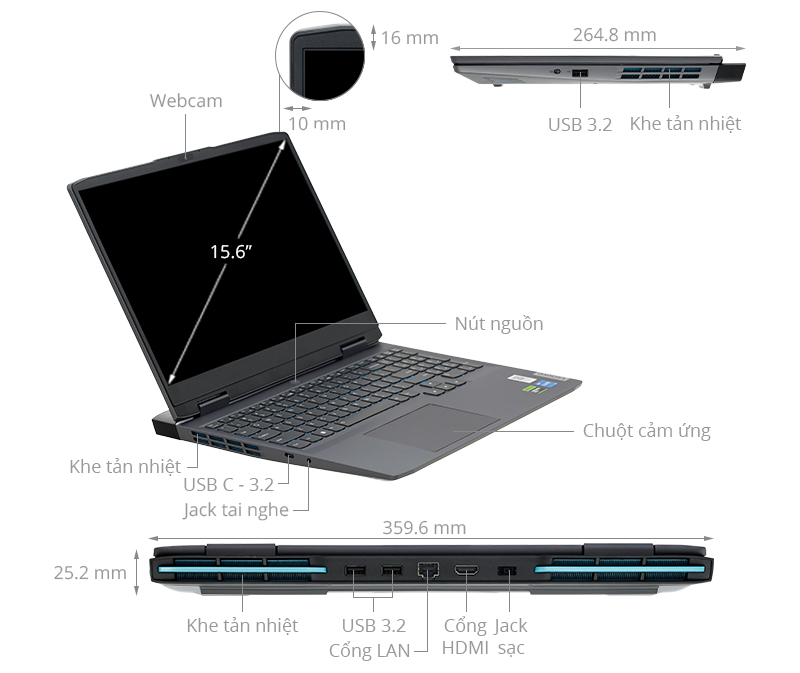 16 mm
264.8 mm
Webcam
10 mm
USB 3.2 Khe tản nhiệt
15.6”
Nút nguồn
Chuột cảm ứng
Khe tản nhiệt
USB C - 3.2
Jack tai nghe
359.6 mm
25.2 mm
Khe tản nhiệt
USB 3.2
Cổng LAN
Cổng
HDMI
Jack
sạc